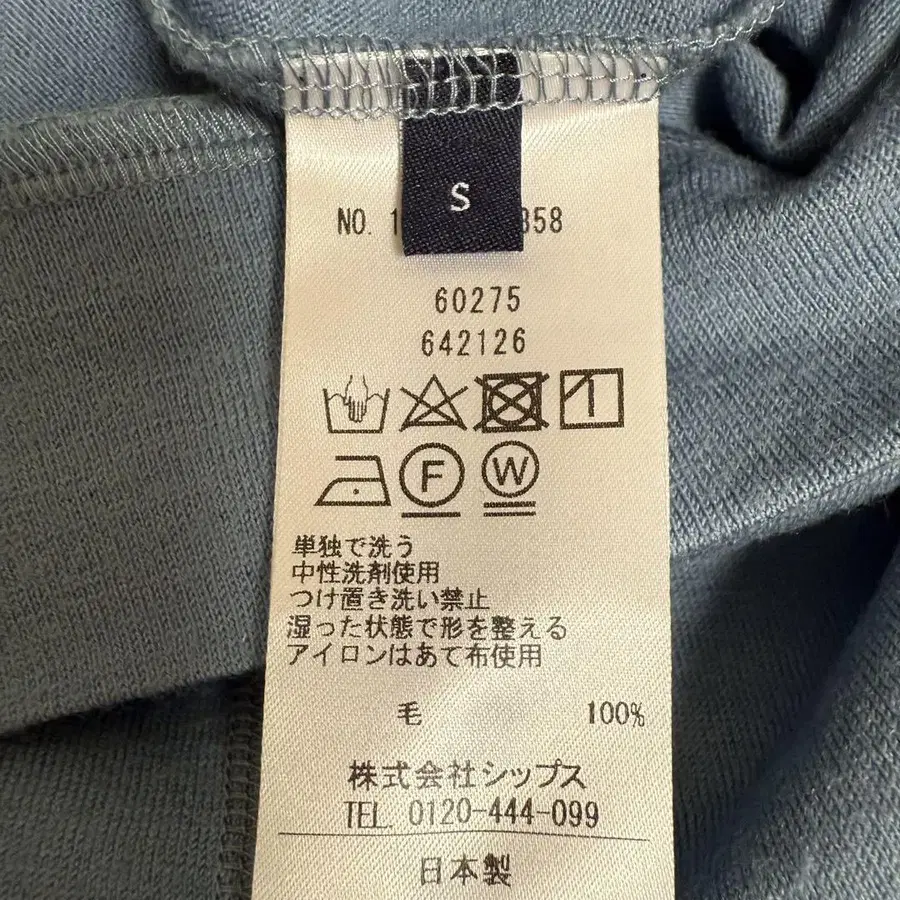 S
NO. 1 358
60275
642126
F W
単独で洗う
中性洗剤使用
つけ置き洗い禁止
湿った状態で形を整える
アイロンはあて布使用
毛 100%
株式会社シップス
TEL. 0120-444-099
日本製